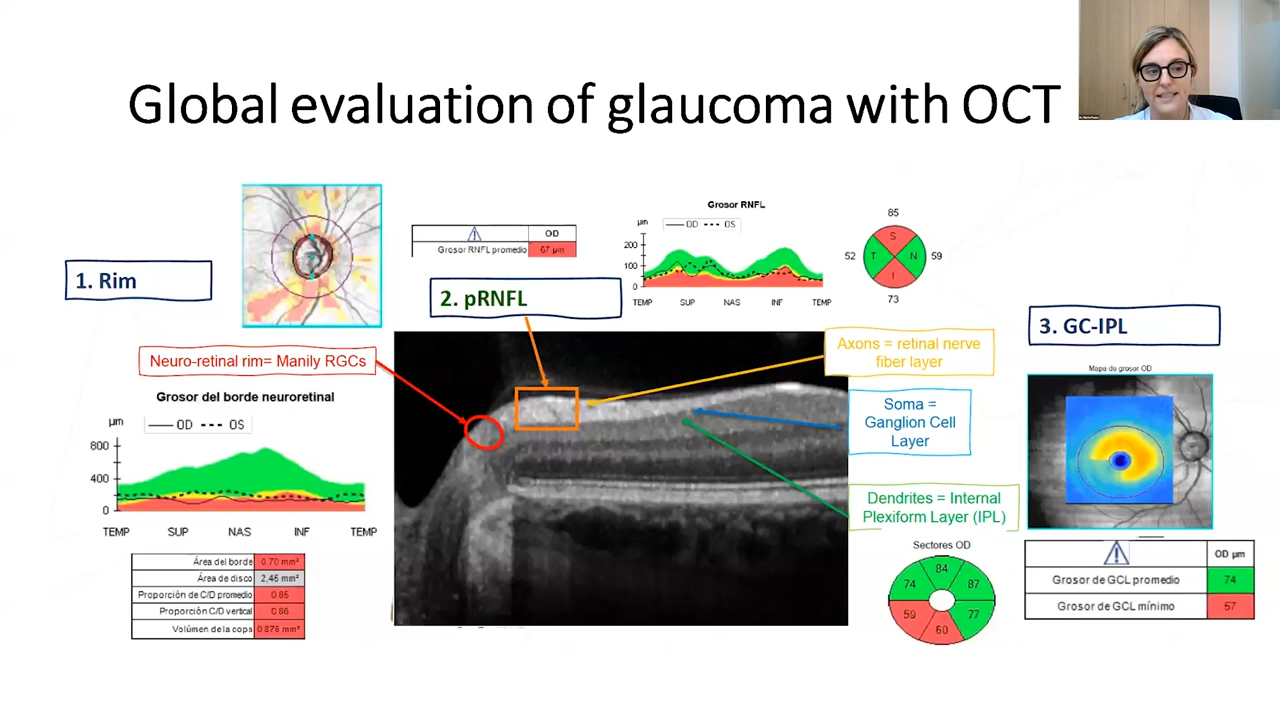 Global evaluation of glaucoma with OCT
1. Rim
Neuro-retinal rim= Manily RGCs
Grosor del borde neuroretinal
μm
OD
OS
800
400
0
TEMP
SUP
NAS
INF
TEMP
Área del borde
0,70 mm²
Área de disco
2,46 mm²
Proporción de C/D promedio
0.85
Proporción C/D vertical
0.86
Volúmen de la copa
0.876 mm³
OD
Grosor RNFL promedio
67 μm
2. pRNFL
Grosor RNFL
μm
OD
OS
200
100
0
TEMP
SUP
NAS
INF
TEMP
85
S
52
T
N
59
I
73
Axons = retinal nerve
fiber layer
Soma =
Ganglion Cell
Layer
Dendrites = Internal
Plexiform Layer (IPL)
Sectores OD
84
74
87
59
77
60
3. GC-IPL
Mapa do grosor OD
OD μm
Grosor de GCL promedio
74
Grosor de GCL mínimo
57